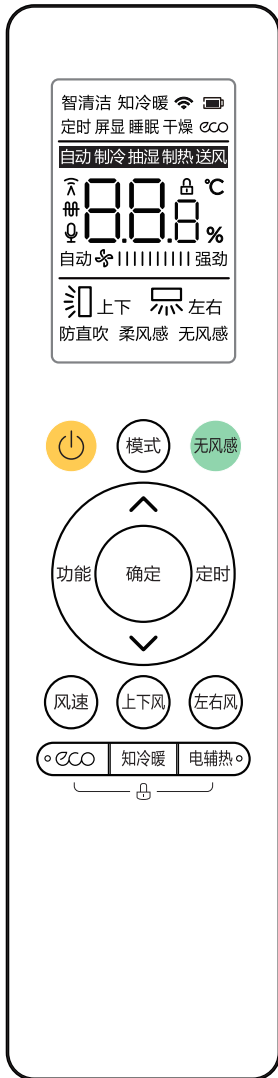 智清洁 知冷暖
定时 屏显 睡眠 干燥 eco
自动 制冷 抽湿 制热 送风
88.8 ℃
%
自动 强劲
上下 左右
防直吹 柔风感 无风感
模式 无风感
功能 确定 定时
风速 上下风 左右风
eco 知冷暖 电辅热